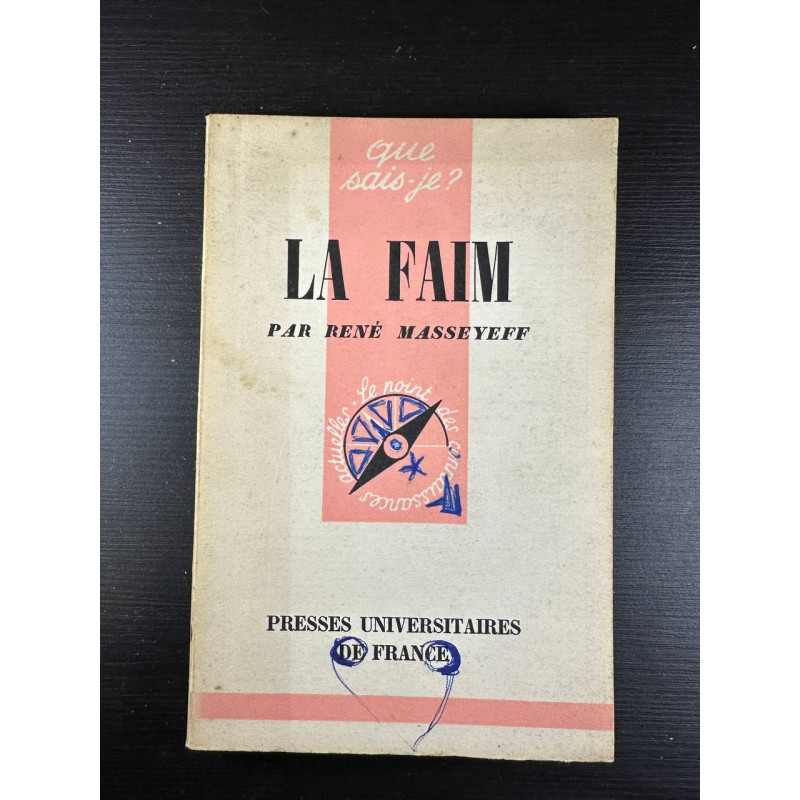 que
sais-je?
LA FAIM
PAR RENÉ MASSEYEFF
Le point des connaissances actuelles.
PRESSES UNIVERSITAIRES
DE FRANCE